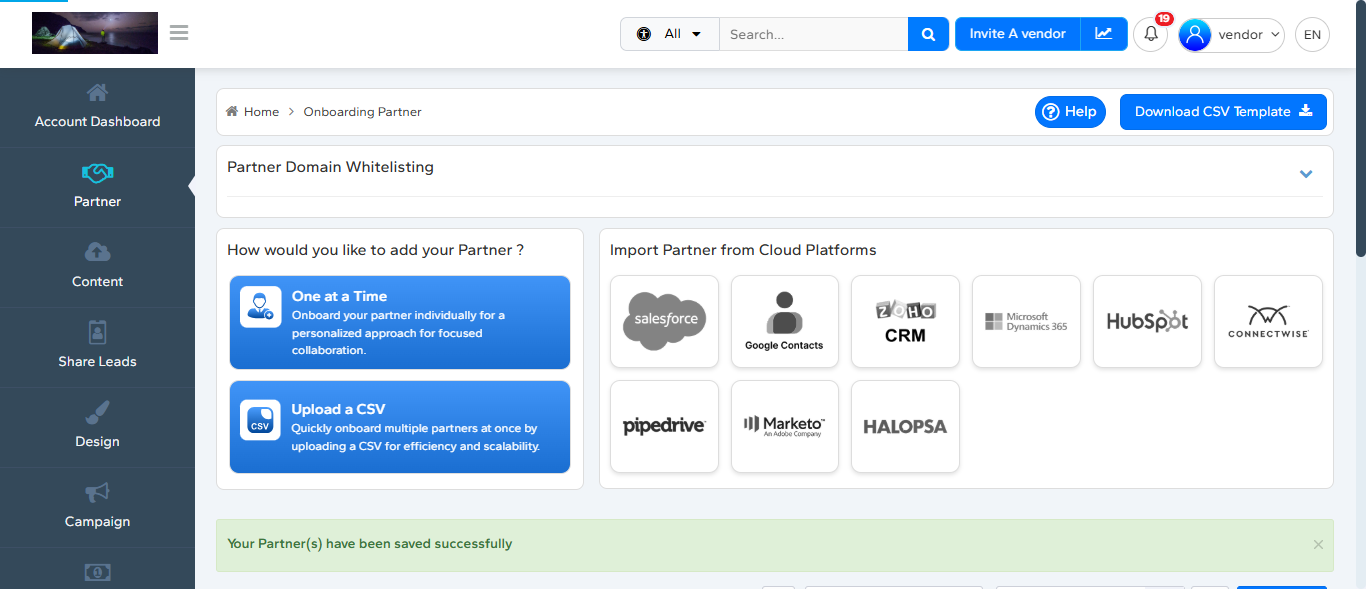 All
Search...
Invite A vendor
19
vendor
EN
Account Dashboard
Partner
Content
Share Leads
Design
Campaign
Home
Onboarding Partner
Help
Download CSV Template
Partner Domain Whitelisting
How would you like to add your Partner ?
One at a Time
Onboard your partner individually for a
personalized approach for focused
collaboration.
CSV
Upload a CSV
Quickly onboard multiple partners at once by
uploading a CSV for efficiency and scalability.
Import Partner from Cloud Platforms
salesforce
Google Contacts
ZOHO
CRM
Microsoft
Dynamics 365
HubSpot
CONNECTWISE
pipedrive
Marketo™
An Adobe Company
HALOPSA
Your Partner(s) have been saved successfully